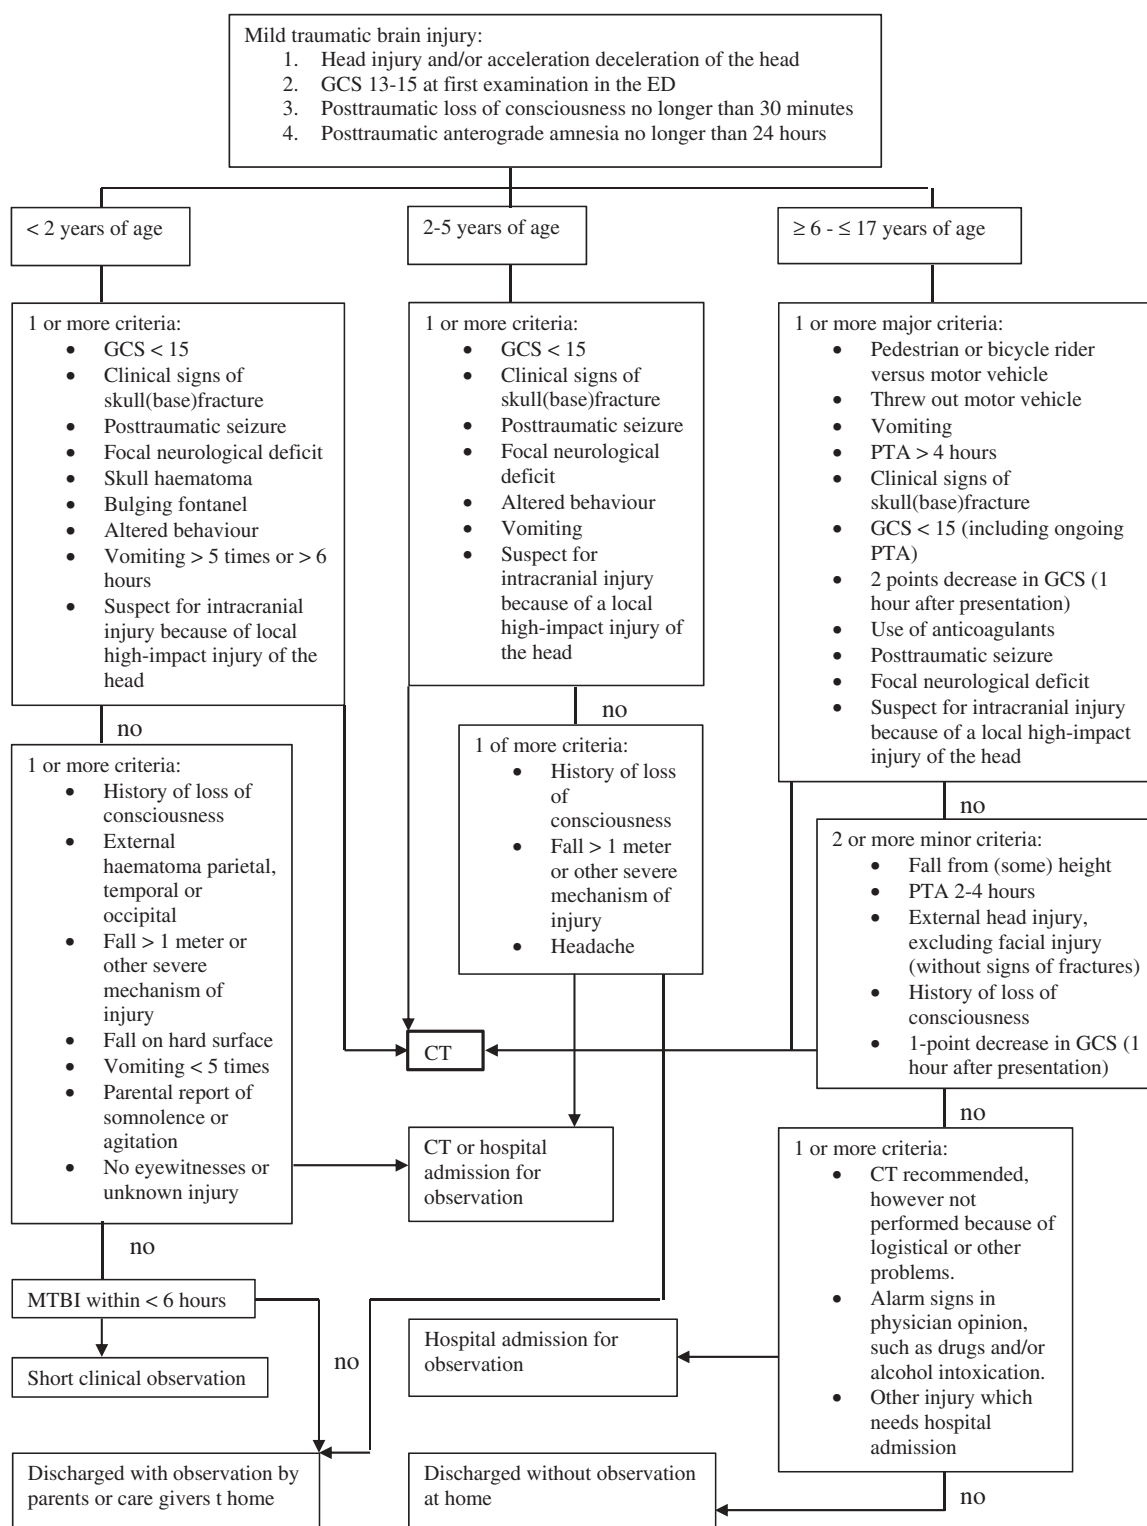 Mild traumatic brain injury:
1. Head injury and/or acceleration deceleration of the head
2. GCS 13-15 at first examination in the ED
3. Posttraumatic loss of consciousness no longer than 30 minutes
4. Posttraumatic anterograde amnesia no longer than 24 hours
< 2 years of age
2-5 years of age
≥ 6 - ≤ 17 years of age
1 or more criteria:
• GCS < 15
• Clinical signs of
skull(base)fracture
• Posttraumatic seizure
• Focal neurological deficit
• Skull haematoma
• Bulging fontanel
• Altered behaviour
• Vomiting > 5 times or > 6
hours
• Suspect for intracranial
injury because of local
high-impact injury of the
head
no
1 or more criteria:
• History of loss of
consciousness
• External
haematoma parietal,
temporal or
occipital
• Fall > 1 meter or
other severe
mechanism of
injury
• Fall on hard surface
• Vomiting < 5 times
• Parental report of
somnolence or
agitation
• No eyewitnesses or
unknown injury
no
MTBI within < 6 hours
Short clinical observation
no
Discharged with observation by
parents or care givers t home
1 or more criteria:
• GCS < 15
• Clinical signs of
skull(base)fracture
• Posttraumatic seizure
• Focal neurological
deficit
• Altered behaviour
• Vomiting
• Suspect for
intracranial injury
because of a local
high-impact injury of
the head
no
1 of more criteria:
• History of loss
of
consciousness
• Fall > 1 meter
or other severe
mechanism of
injury
• Headache
CT
CT or hospital
admission for
observation
Hospital admission for
observation
Discharged without observation
at home
1 or more major criteria:
• Pedestrian or bicycle rider
versus motor vehicle
• Threw out motor vehicle
• Vomiting
• PTA > 4 hours
• Clinical signs of
skull(base)fracture
• GCS < 15 (including ongoing
PTA)
• 2 points decrease in GCS (1
hour after presentation)
• Use of anticoagulants
• Posttraumatic seizure
• Focal neurological deficit
• Suspect for intracranial injury
because of a local high-impact
injury of the head
no
2 or more minor criteria:
• Fall from (some) height
• PTA 2-4 hours
• External head injury,
excluding facial injury
(without signs of fractures)
• History of loss of
consciousness
• 1-point decrease in GCS (1
hour after presentation)
no
1 or more criteria:
• CT recommended,
however not
performed because of
logistical or other
problems.
• Alarm signs in
physician opinion,
such as drugs and/or
alcohol intoxication.
• Other injury which
needs hospital
admission
no